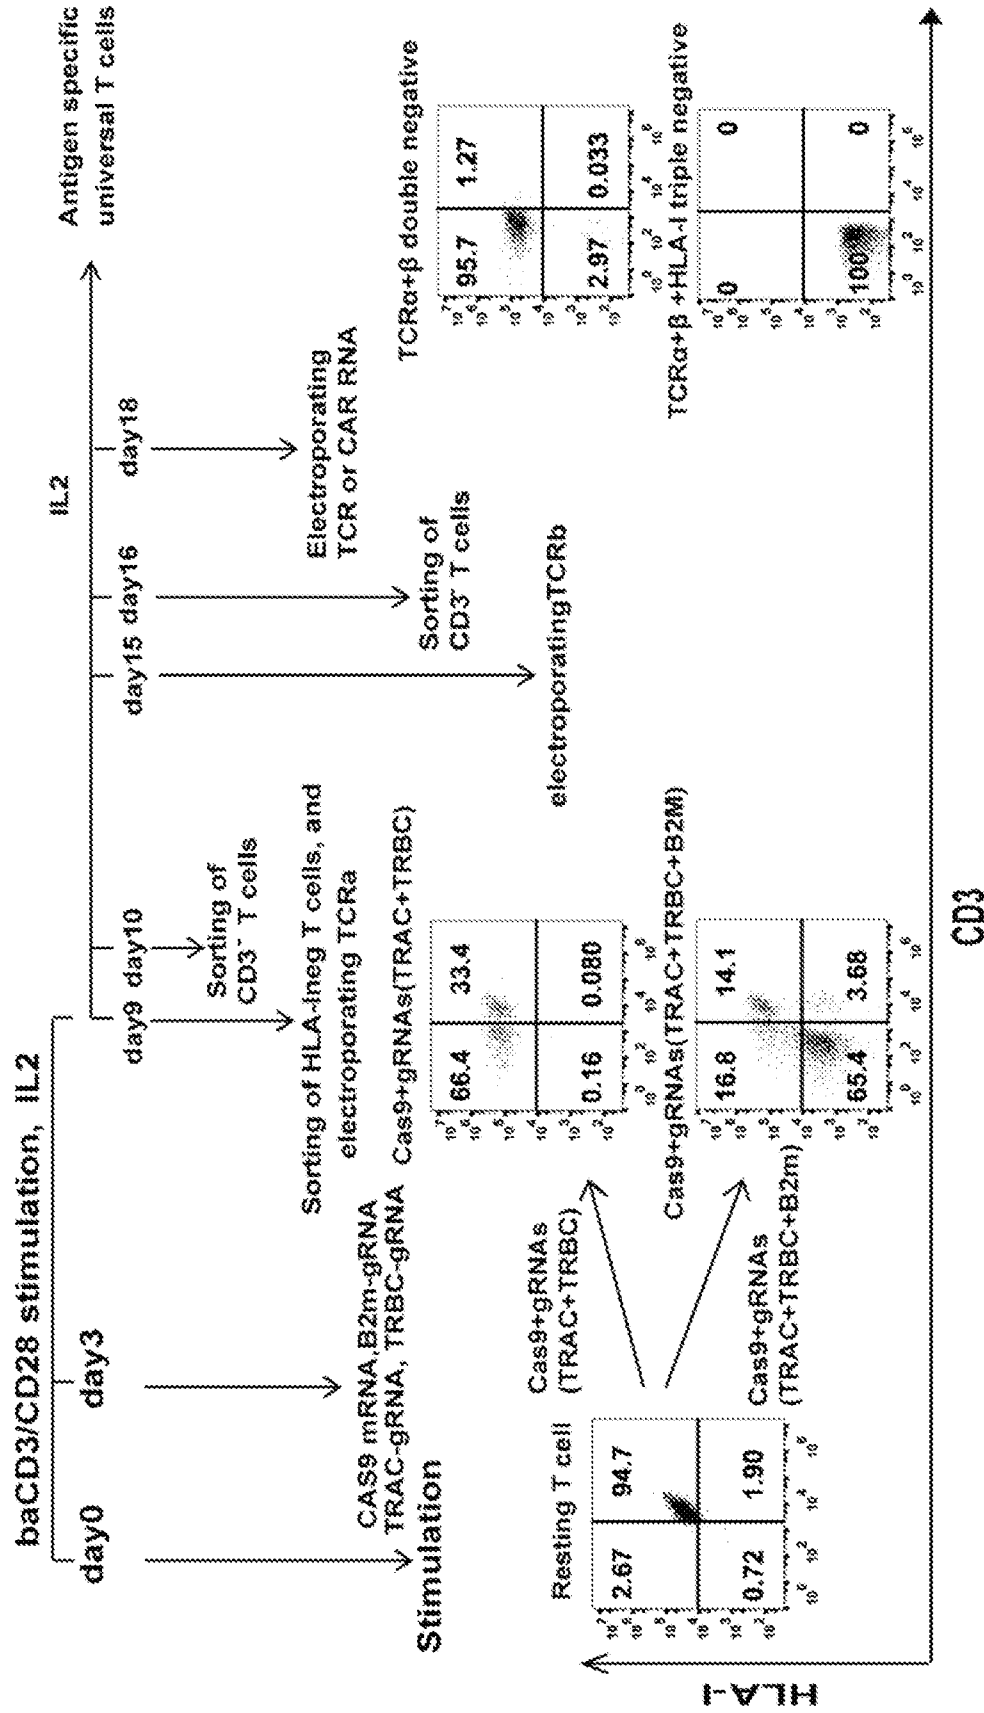 baCD3/CD28 stimulation, IL2
day0
day3
day9
day10
IL2
day15
day16
day18
Antigen specific
universal T cells
Stimulation
CAS9 mRNA,B2m-gRNA
TRAC-gRNA, TRBC-gRNA
Sorting of HLA-Ineg T cells, and
electroporating TCRa
Sorting of
CD3- T cells
electroporatingTCRb
Sorting of
CD3- T cells
Electroporating
TCR or CAR RNA
Resting T cell
2.67
94.7
0.72
1.90
Cas9+gRNAs
(TRAC+TRBC)
Cas9+gRNAs
(TRAC+TRBC+B2m)
Cas9+gRNAs(TRAC+TRBC)
66.4
33.4
0.16
0.080
Cas9+gRNAs(TRAC+TRBC+B2M)
16.8
14.1
65.4
3.68
TCRα+β double negative
95.7
1.27
2.97
0.033
TCRα+β +HLA-I triple negative
0
0
100
0
HLA-I
CD3